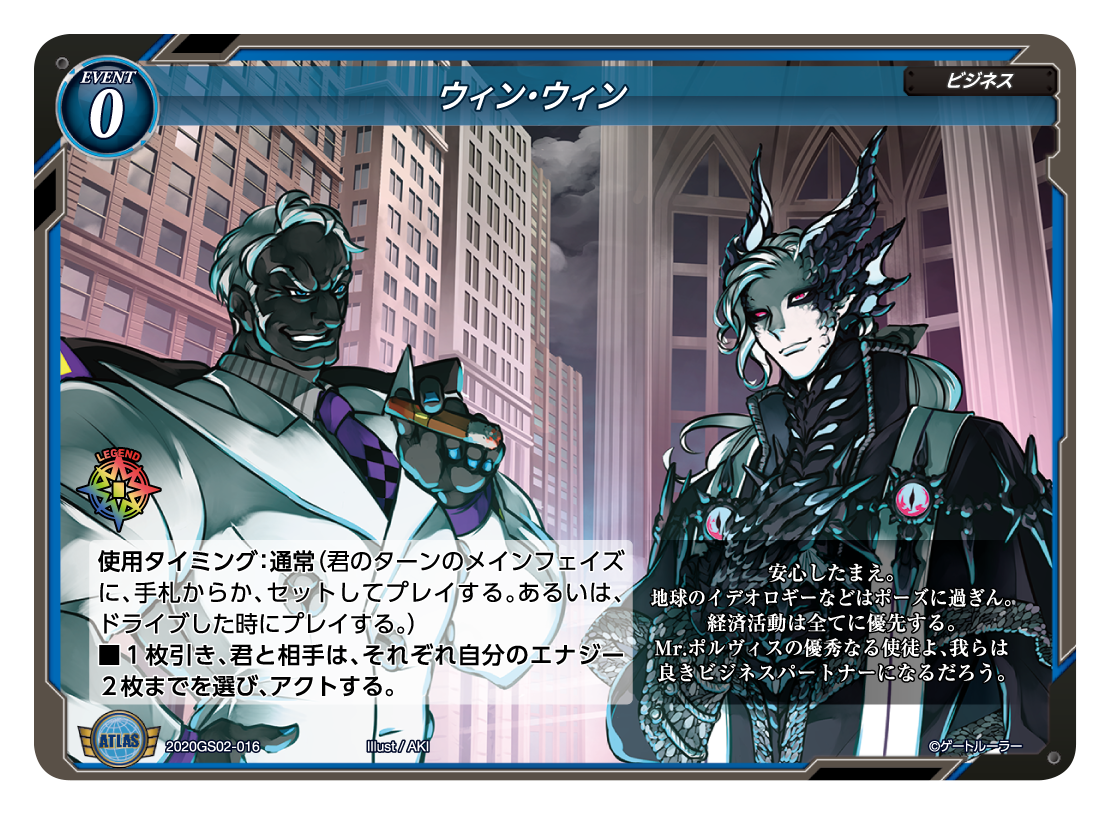 EVENT
0
ウィン・ウィン
ビジネス
LEGEND
使用タイミング：通常（君のターンのメインフェイズ
に、手札からか、セットしてプレイする。あるいは、
ドライブした時にプレイする。）
■１枚引き、君と相手は、それぞれ自分のエナジー
２枚までを選び、アクトする。
安心したまえ。
地球のイデオロギーなどはポーズに過ぎん。
経済活動は全てに優先する。
Mr.ポルヴィスの優秀なる使徒よ、我らは
良きビジネスパートナーになるだろう。
ATLAS
2020GS02-016
Illust / AKI
©ゲートルーラー